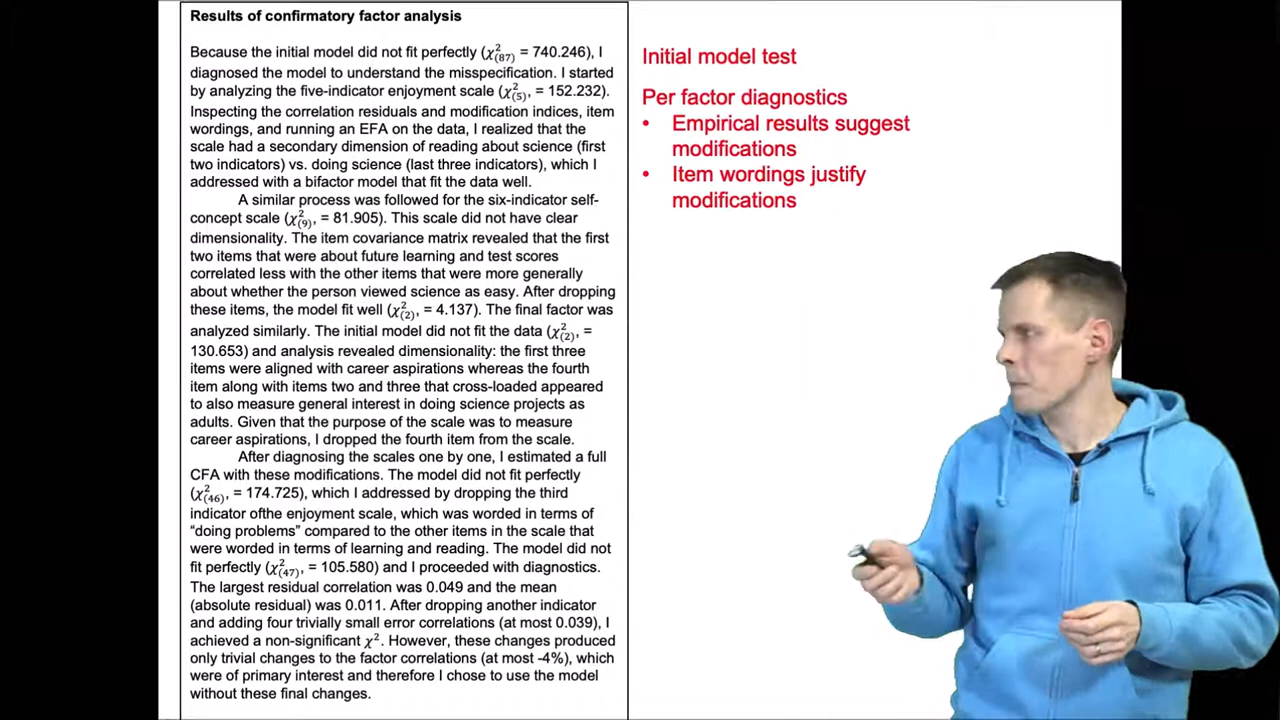 Results of confirmatory factor analysis
Because the initial model did not fit perfectly (χ²₍₈₇₎ = 740.246), I
diagnosed the model to understand the misspecification. I started
by analyzing the five-indicator enjoyment scale (χ²₍₅₎, = 152.232).
Inspecting the correlation residuals and modification indices, item
wordings, and running an EFA on the data, I realized that the
scale had a secondary dimension of reading about science (first
two indicators) vs. doing science (last three indicators), which I
addressed with a bifactor model that fit the data well.
A similar process was followed for the six-indicator self-
concept scale (χ²₍₉₎, = 81.905). This scale did not have clear
dimensionality. The item covariance matrix revealed that the first
two items that were about future learning and test scores
correlated less with the other items that were more generally
about whether the person viewed science as easy. After dropping
these items, the model fit well (χ²₍₂₎, = 4.137). The final factor was
analyzed similarly. The initial model did not fit the data (χ²₍₂₎, =
130.653) and analysis revealed dimensionality: the first three
items were aligned with career aspirations whereas the fourth
item along with items two and three that cross-loaded appeared
to also measure general interest in doing science projects as
adults. Given that the purpose of the scale was to measure
career aspirations, I dropped the fourth item from the scale.
After diagnosing the scales one by one, I estimated a full
CFA with these modifications. The model did not fit perfectly
(χ²₍₄₆₎, = 174.725), which I addressed by dropping the third
indicator ofthe enjoyment scale, which was worded in terms of
“doing problems” compared to the other items in the scale that
were worded in terms of learning and reading. The model did not
fit perfectly (χ²₍₄₇₎, = 105.580) and I proceeded with diagnostics.
The largest residual correlation was 0.049 and the mean
(absolute residual) was 0.011. After dropping another indicator
and adding four trivially small error correlations (at most 0.039), I
achieved a non-significant χ². However, these changes produced
only trivial changes to the factor correlations (at most -4%), which
were of primary interest and therefore I chose to use the model
without these final changes.
Initial model test
Per factor diagnostics
• Empirical results suggest
modifications
• Item wordings justify
modifications